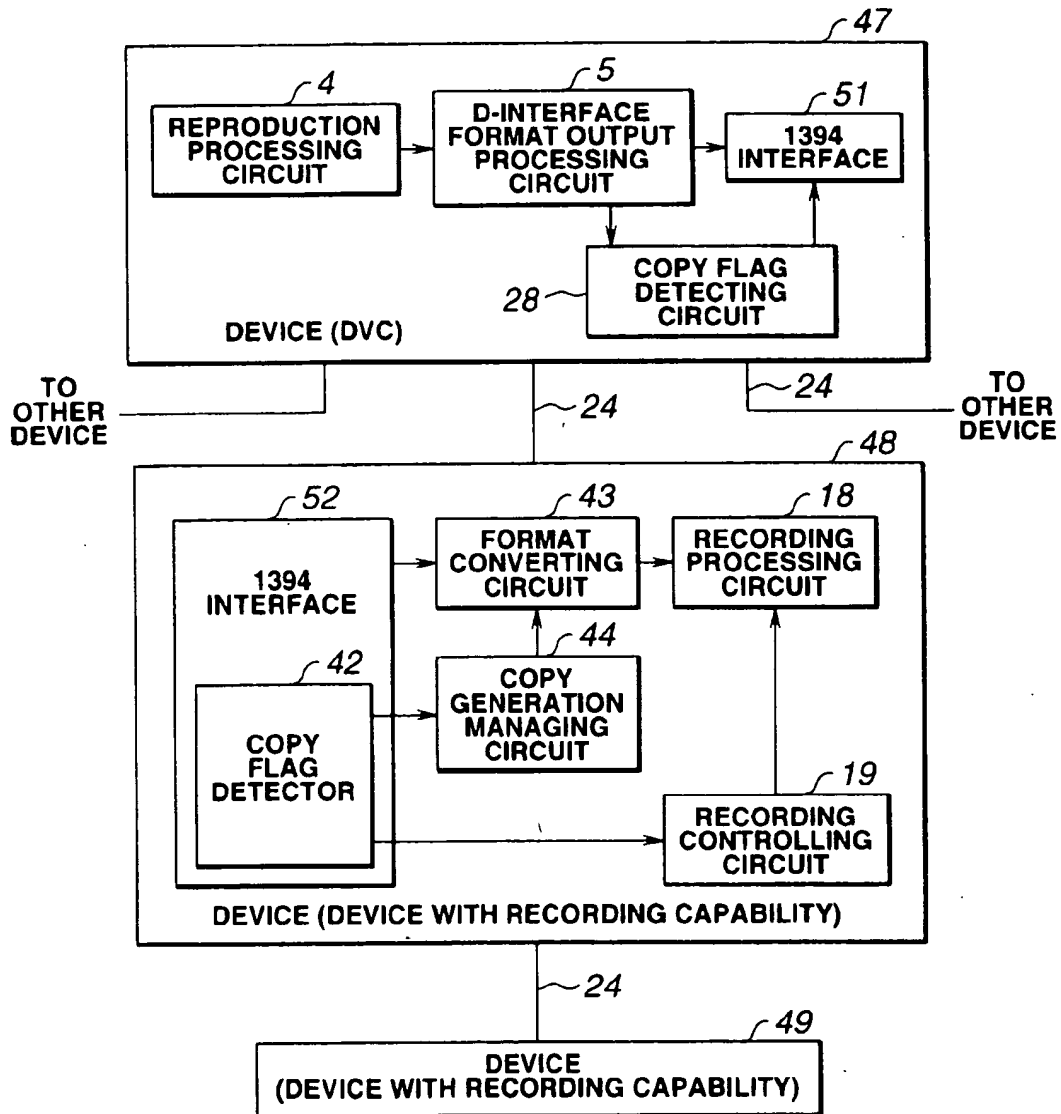 47
4
REPRODUCTION
PROCESSING
CIRCUIT
5
D-INTERFACE
FORMAT OUTPUT
PROCESSING
CIRCUIT
51
1394
INTERFACE
28
COPY FLAG
DETECTING
CIRCUIT
DEVICE (DVC)
TO
OTHER
DEVICE
24
24
TO
OTHER
DEVICE
48
52
1394
INTERFACE
43
FORMAT
CONVERTING
CIRCUIT
18
RECORDING
PROCESSING
CIRCUIT
42
COPY
FLAG
DETECTOR
44
COPY
GENERATION
MANAGING
CIRCUIT
19
RECORDING
CONTROLLING
CIRCUIT
DEVICE (DEVICE WITH RECORDING CAPABILITY)
24
49
DEVICE
(DEVICE WITH RECORDING CAPABILITY)